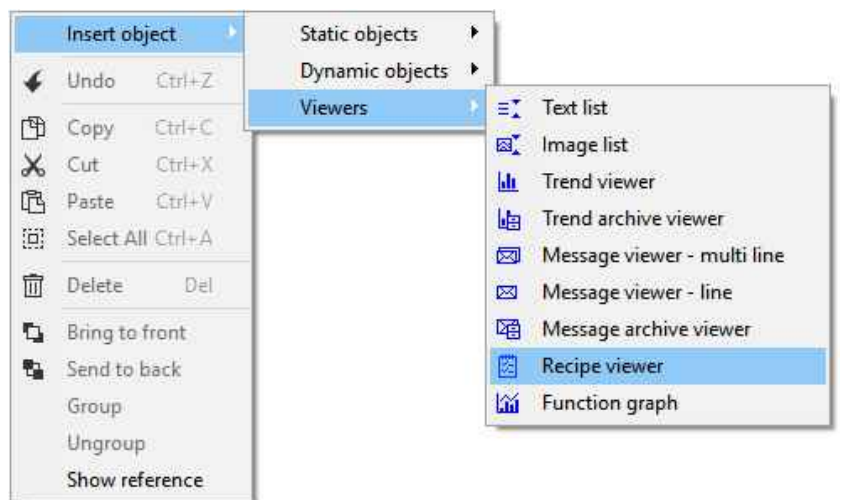 Insert object
Undo Ctrl+Z
Copy Ctrl+C
Cut Ctrl+X
Paste Ctrl+V
Select All Ctrl+A
Delete Del
Bring to front
Send to back
Group
Ungroup
Show reference
Static objects
Dynamic objects
Viewers
Text list
Image list
Trend viewer
Trend archive viewer
Message viewer - multi line
Message viewer - line
Message archive viewer
Recipe viewer
Function graph